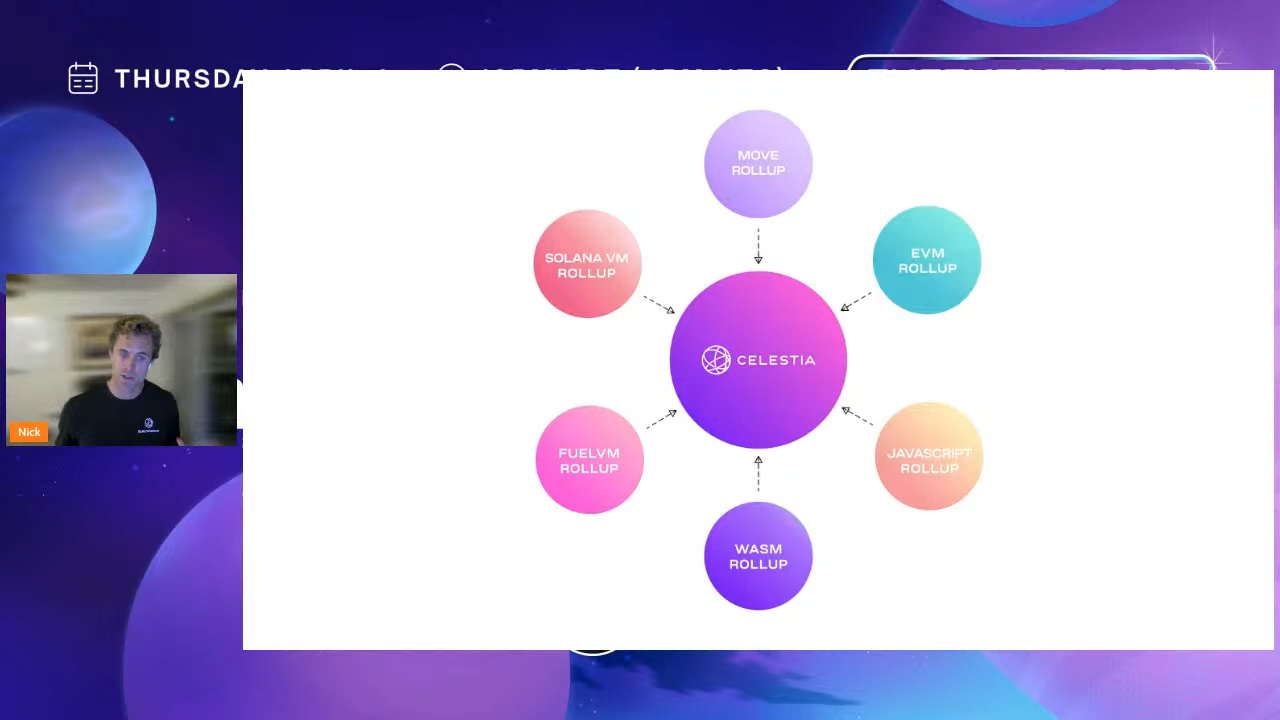 THURSDA
MOVE
ROLLUP
SOLANA VM
ROLLUP
EVM
ROLLUP
CELESTIA
Nick
FUELVM
ROLLUP
JAVASCRIPT
ROLLUP
WASM
ROLLUP